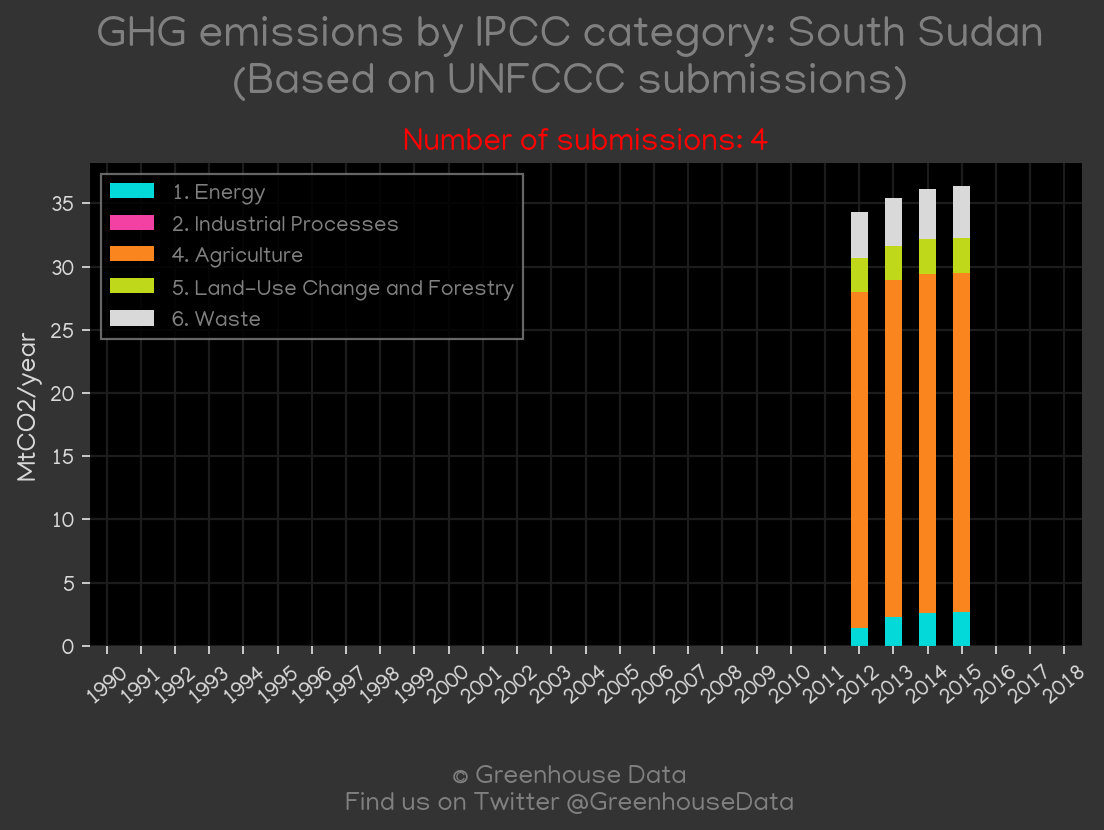 GHG emissions by IPCC category: South Sudan
(Based on UNFCCC submissions)
Number of submissions: 4
1. Energy
2. Industrial Processes
4. Agriculture
5. Land-Use Change and Forestry
6. Waste
MtCO2/year
35
30
25
20
15
10
5
0
1990 1991 1992 1993 1994 1995 1996 1997 1998 1999 2000 2001 2002 2003 2004 2005 2006 2007 2008 2009 2010 2011 2012 2013 2014 2015 2016 2017 2018
© Greenhouse Data
Find us on Twitter @GreenhouseData